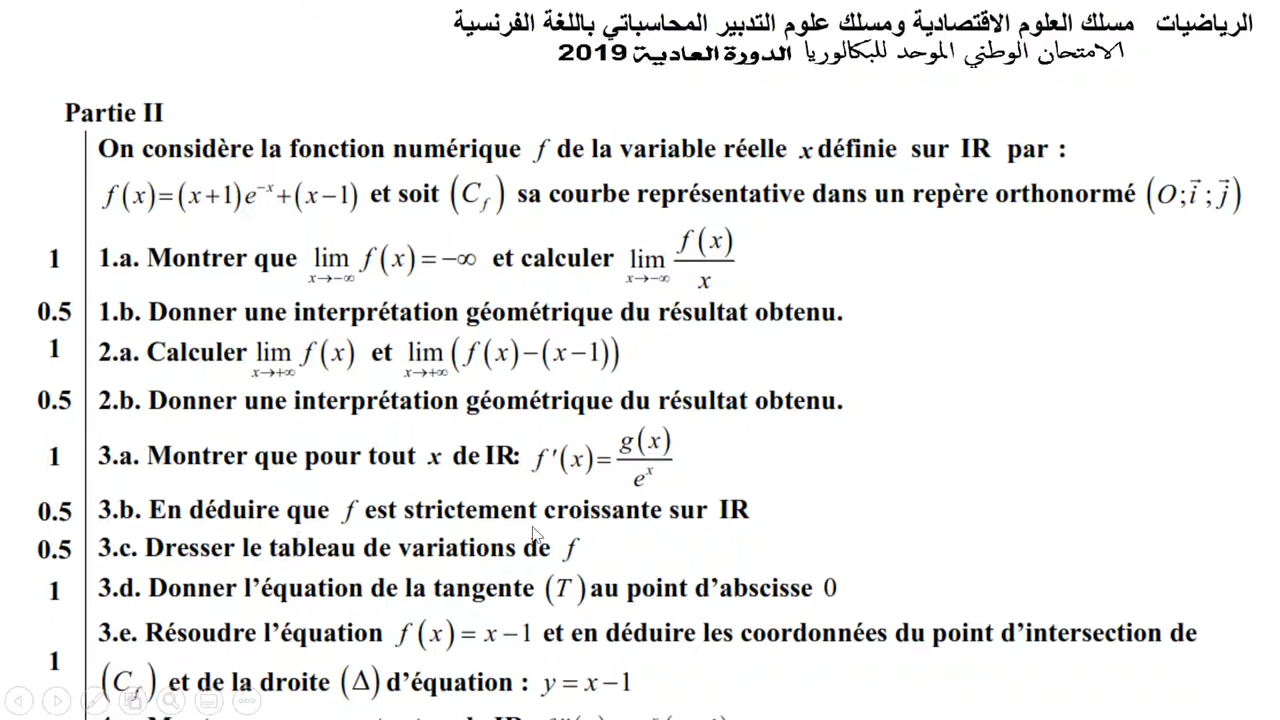 الرياضيات مسلك العلوم الاقتصادية ومسلك علوم التدبير المحاسباتي باللغة الفرنسية
الامتحان الوطني الموحد للبكالوريا الدورة العادية 2019
Partie II
On considère la fonction numérique f de la variable réelle x définie sur IR par :
f(x)=(x+1)e^{-x}+(x-1) et soit (C_f) sa courbe représentative dans un repère orthonormé (O;i⃗;j⃗)
1 1.a. Montrer que lim_{x→-∞} f(x)=-∞ et calculer lim_{x→-∞} f(x)/x
0.5 1.b. Donner une interprétation géométrique du résultat obtenu.
1 2.a. Calculer lim_{x→+∞} f(x) et lim_{x→+∞} (f(x)-(x-1))
0.5 2.b. Donner une interprétation géométrique du résultat obtenu.
1 3.a. Montrer que pour tout x de IR: f'(x)=g(x)/e^x
0.5 3.b. En déduire que f est strictement croissante sur IR
0.5 3.c. Dresser le tableau de variations de f
1 3.d. Donner l'équation de la tangente (T) au point d'abscisse 0
3.e. Résoudre l'équation f(x)=x-1 et en déduire les coordonnées du point d'intersection de
1 (C_f) et de la droite (Δ) d'équation : y=x-1